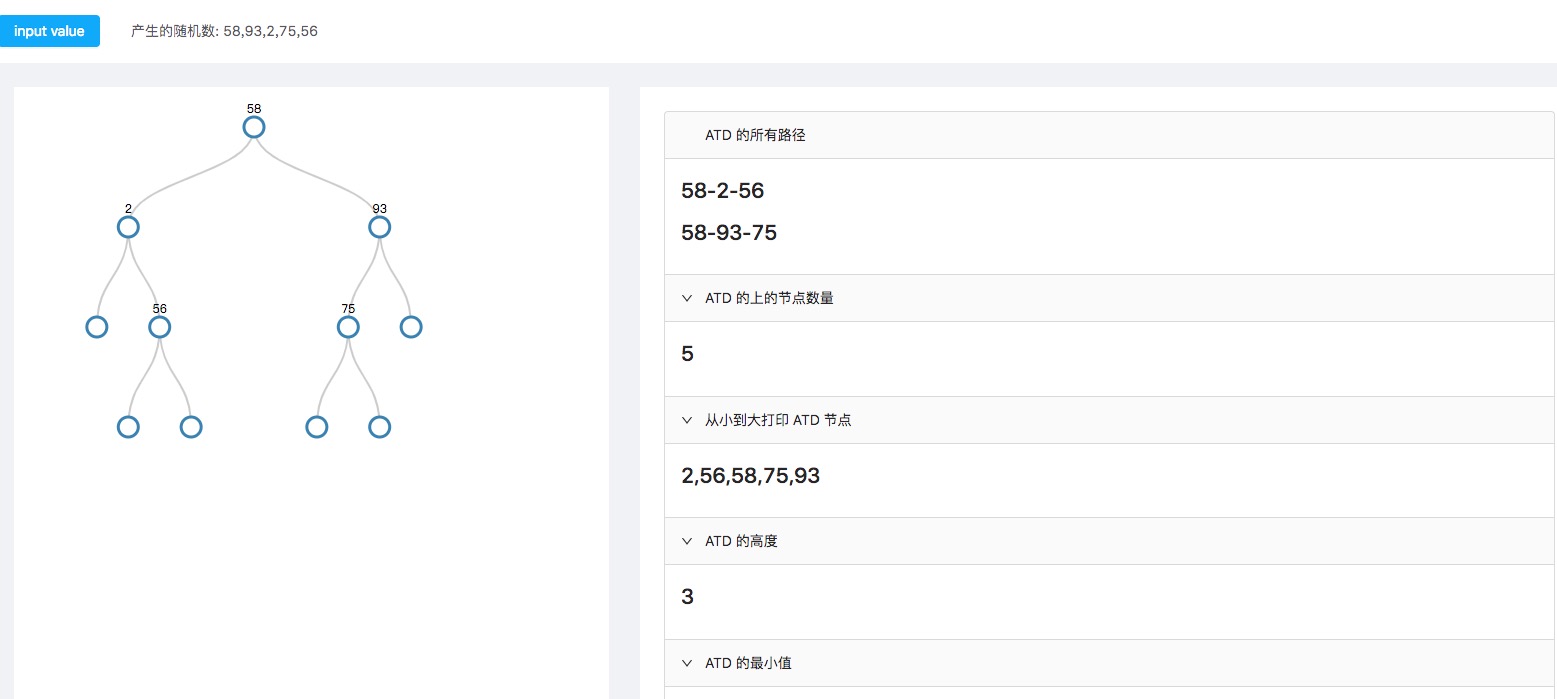 input value
产生的随机数: 58,93,2,75,56
58
2
93
56
75
ATD 的所有路径
58-2-56
58-93-75
ATD 的上的节点数量
5
从小到大打印 ATD 节点
2,56,58,75,93
ATD 的高度
3
ATD 的最小值